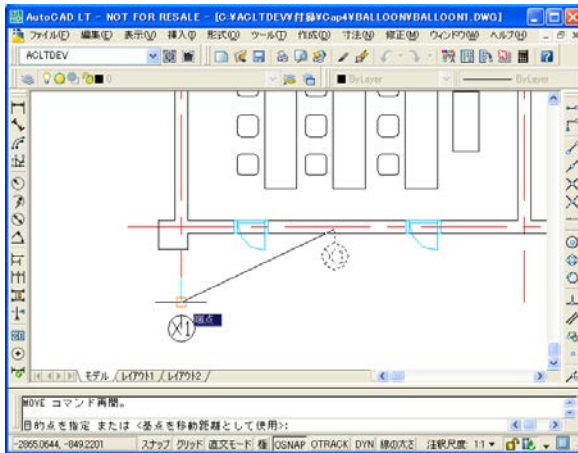 AutoCAD LT - NOT FOR RESALE - [C:¥ACLTDEV¥付録¥Cap4¥BALLOON¥BALLOON1.DWG]
ファイル(F) 編集(E) 表示(V) 挿入(I) 形式(O) ツール(T) 作成(D) 寸法(N) 修正(M) ウィンドウ(W) ヘルプ(H)
ACLTDEV
0 ByLayer ByLayer
X1
端点
モデル レイアウト1 レイアウト2
MOVE コマンド再開。
目的点を指定 または <基点を移動距離として使用>:
-2865.0644, -849.2201 スナップ グリッド 直交モード 極 OSNAP OTRACK DYN 線の太さ 注釈尺度: 1:1